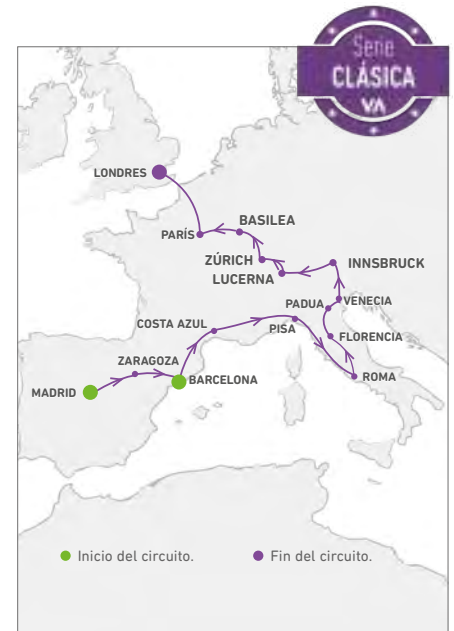 Serie
CLÁSICA
VA
LONDRES
PARÍS
BASILEA
ZÚRICH
LUCERNA
INNSBRUCK
PADUA
VENECIA
COSTA AZUL
PISA
FLORENCIA
ZARAGOZA
BARCELONA
ROMA
MADRID
Inicio del circuito.
Fin del circuito.